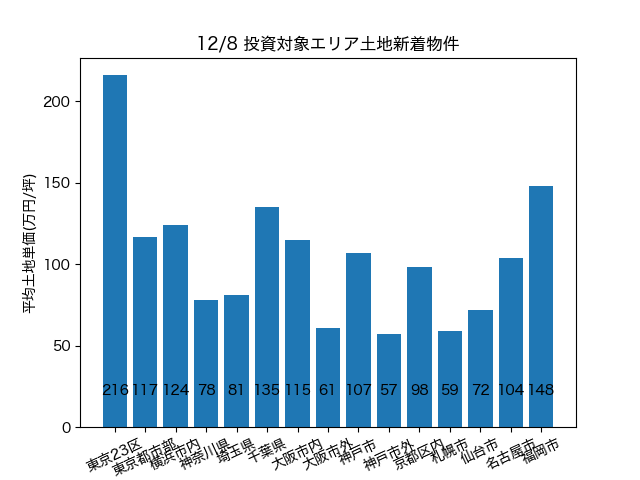 12/8 投資対象エリア土地新着物件
平均土地単価(万円/坪)
200
150
100
50
0
216 117 124 78 81 135 115 61 107 57 98 59 72 104 148
東京23区
東京都市部
横浜市内
神奈川県
埼玉県
千葉県
大阪市内
大阪市外
神戸市
神戸市外
京都区内
札幌市
仙台市
名古屋市
福岡市